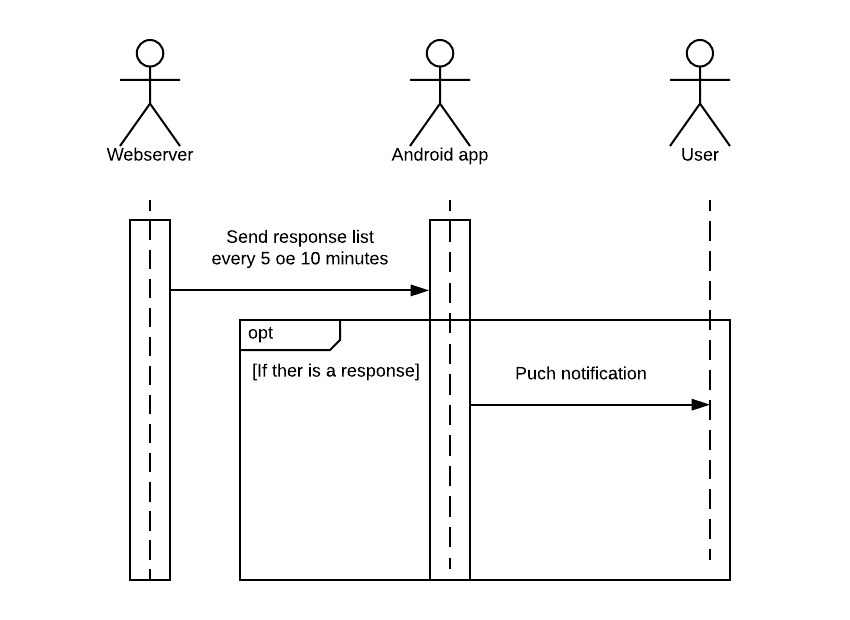 Webserver
Android app
User
Send response list
every 5 oe 10 minutes
opt
[If ther is a response]
Puch notification